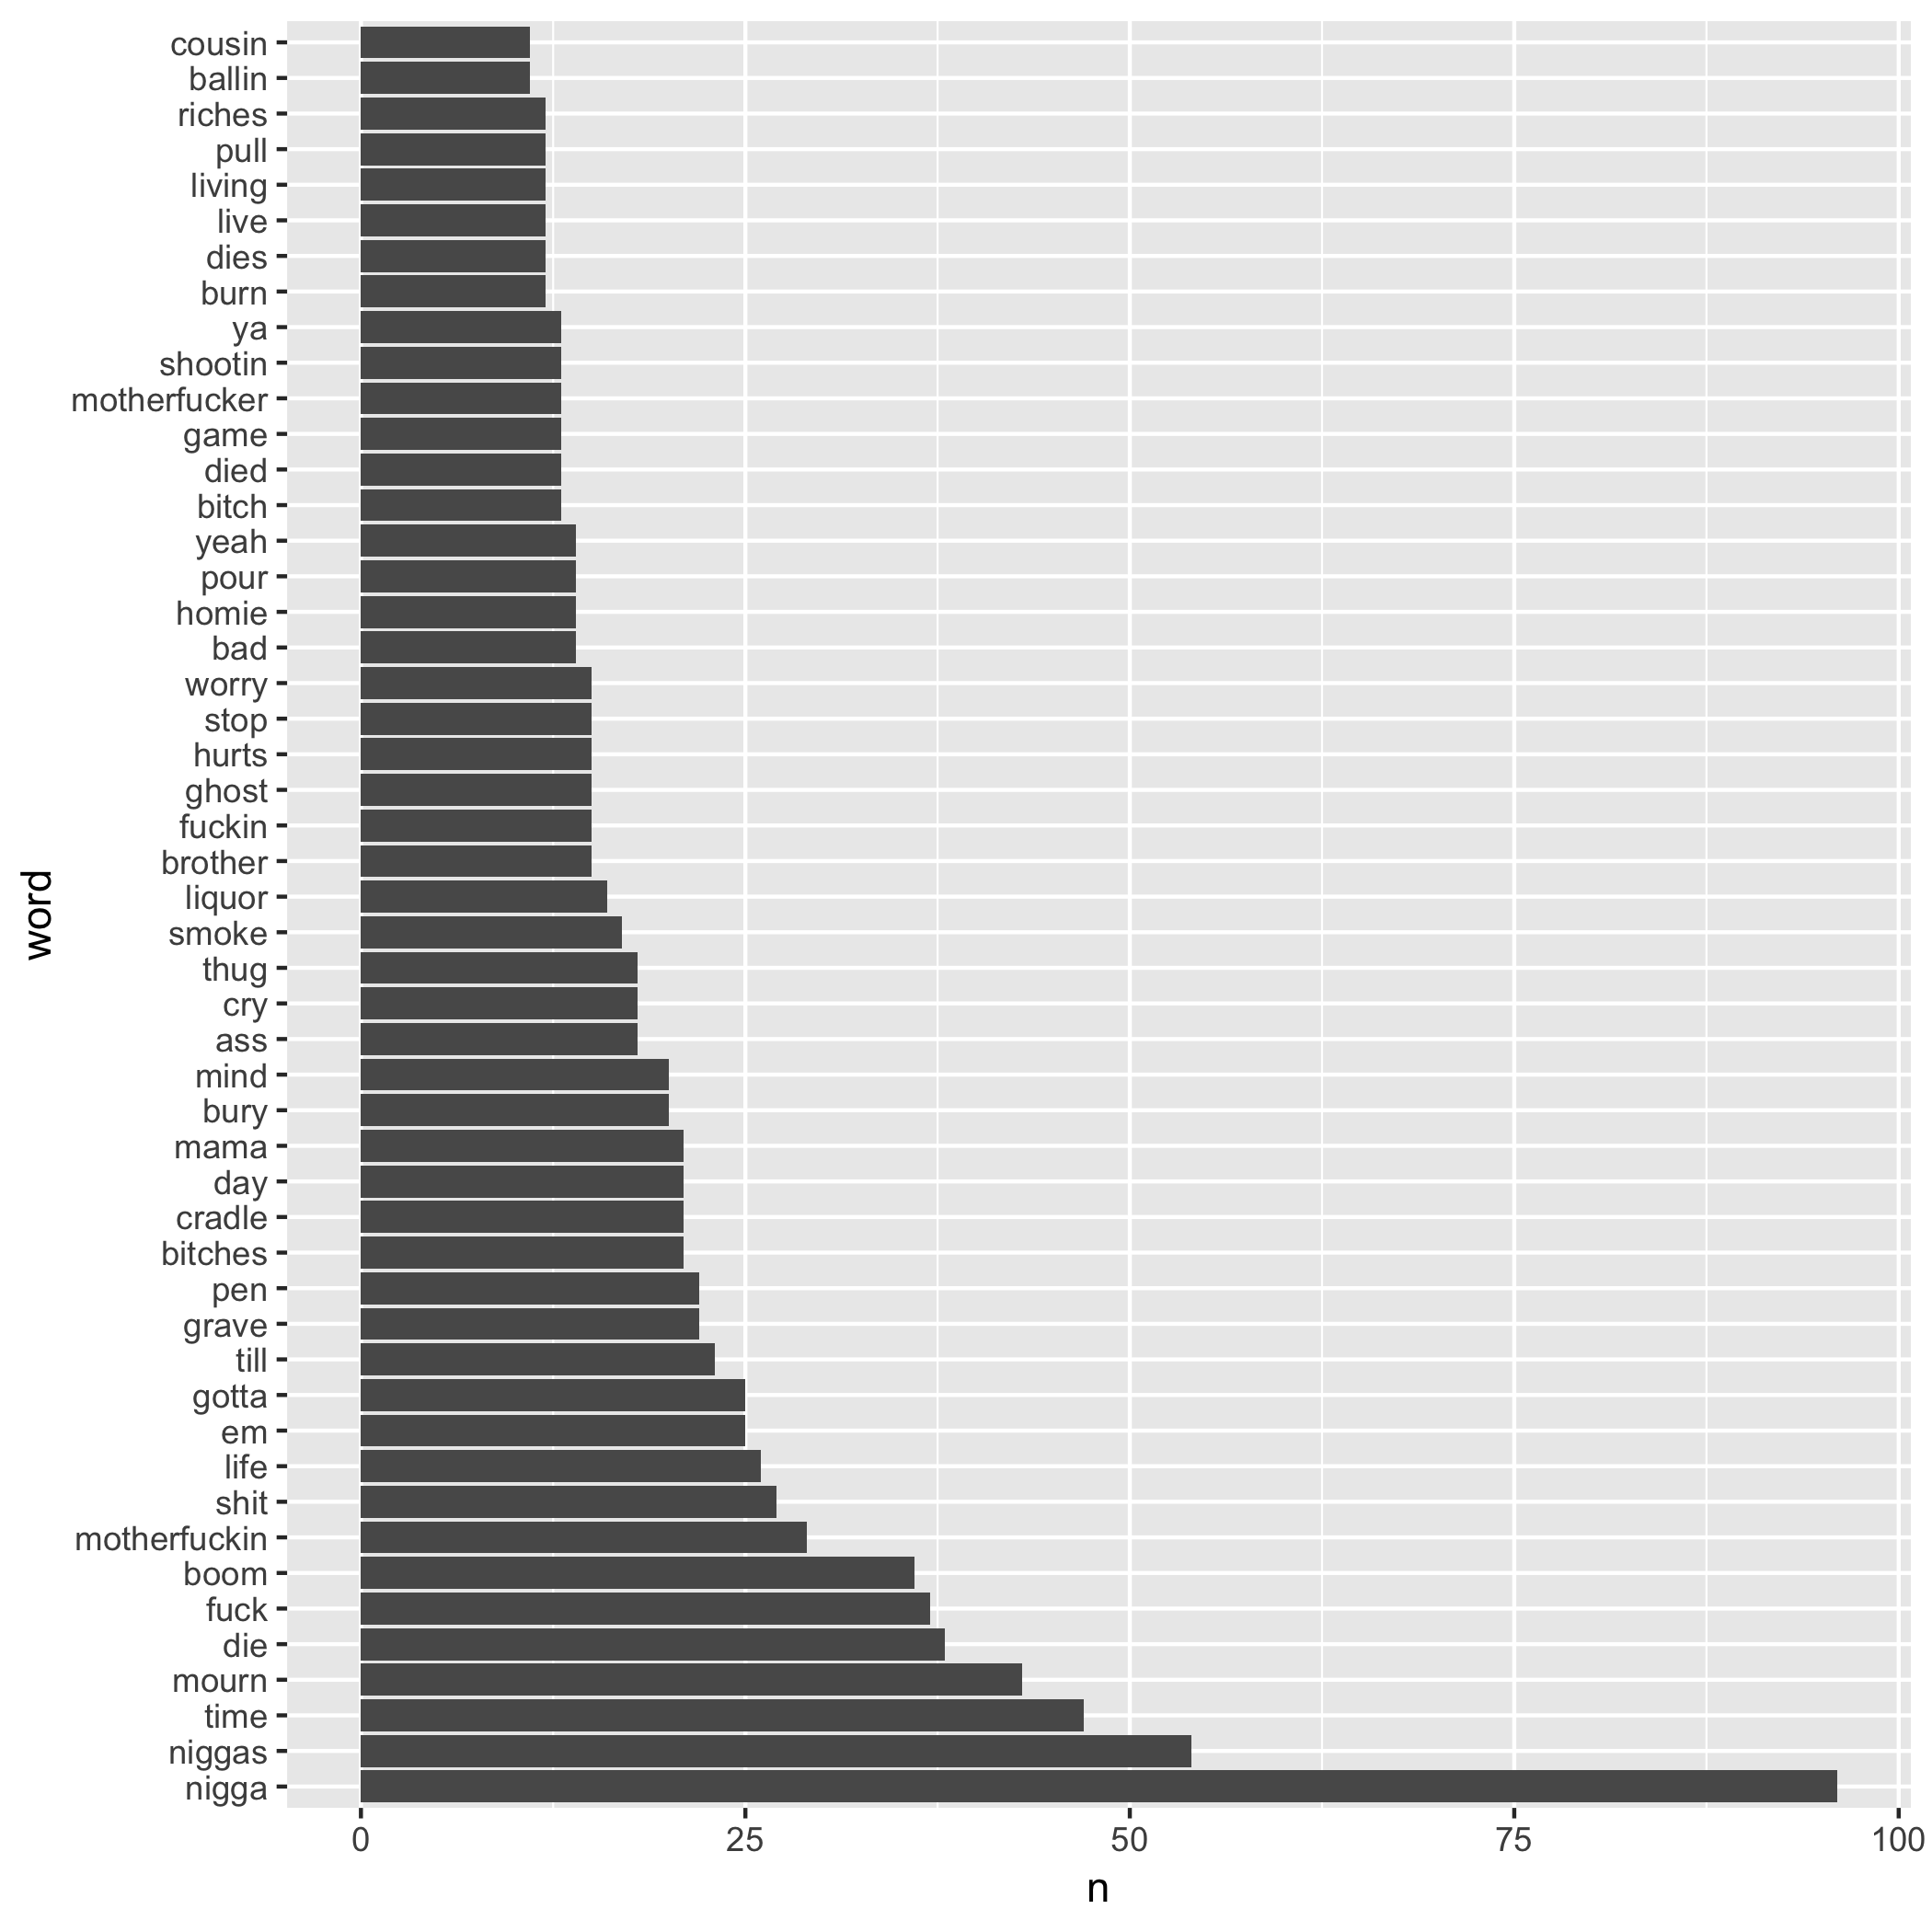 cousin
ballin
riches
pull
living
live
dies
burn
ya
shootin
motherfucker
game
died
bitch
yeah
pour
homie
bad
worry
stop
hurts
ghost
fuckin
brother
liquor
smoke
thug
cry
ass
mind
bury
mama
day
cradle
bitches
pen
grave
till
gotta
em
life
shit
motherfuckin
boom
fuck
die
mourn
time
niggas
nigga
word
0 25 50 75 100
n